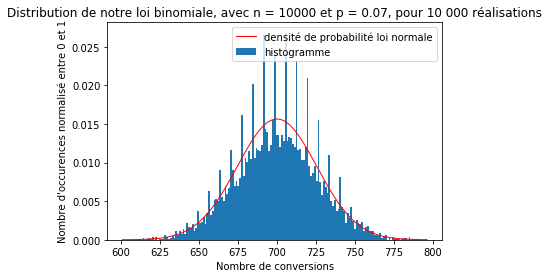 Distribution de notre loi binomiale, avec n = 10000 et p = 0.07, pour 10 000 réalisations
densité de probabilité loi normale
histogramme
Nombre d'occurences normalisé entre 0 et 1
0.025
0.020
0.015
0.010
0.005
0.000
600 625 650 675 700 725 750 775 800
Nombre de conversions